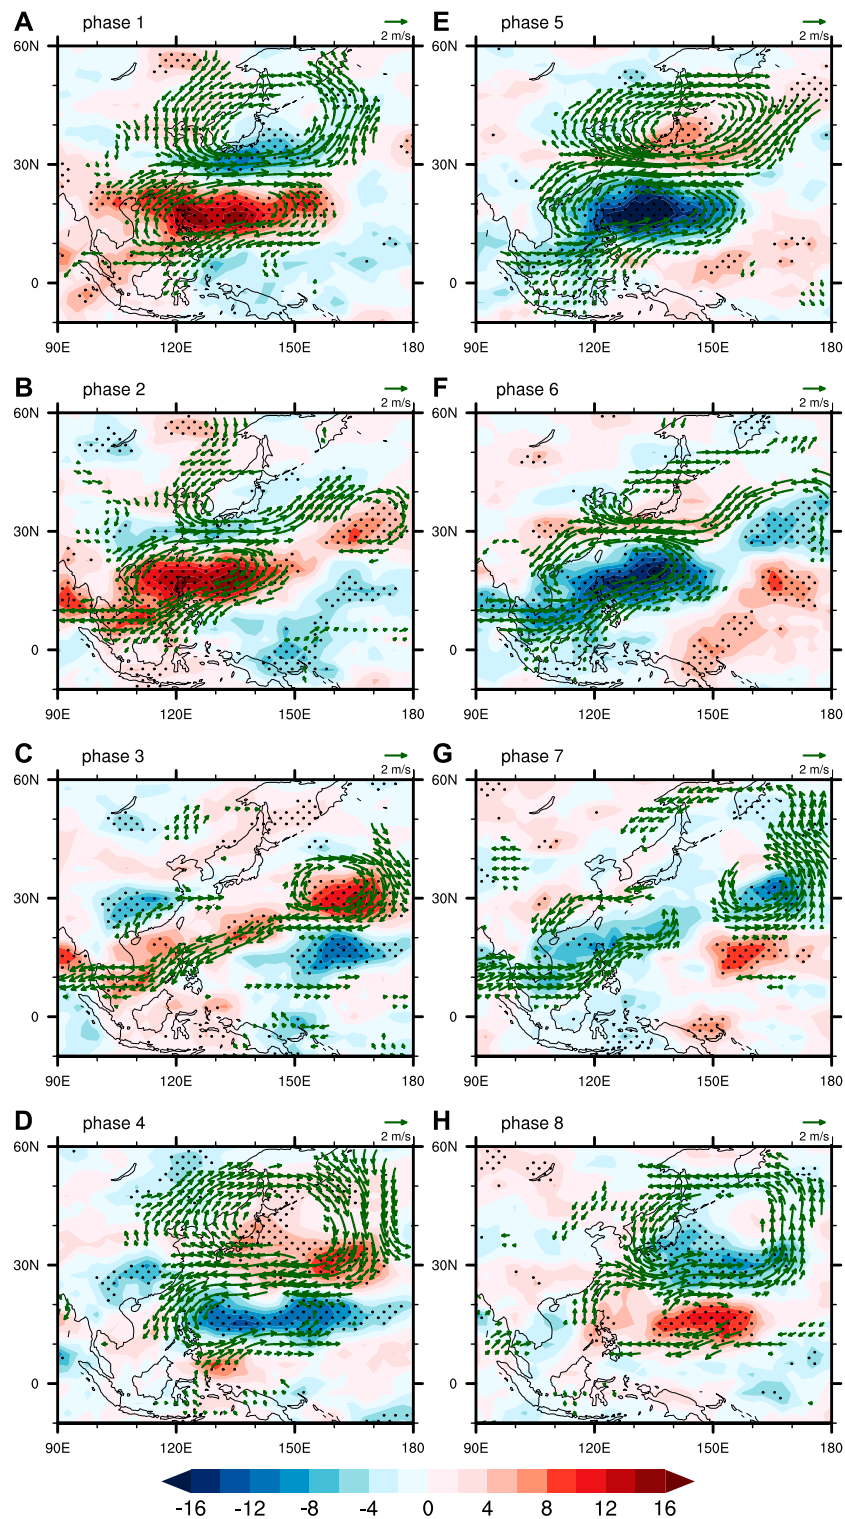 A phase 1 2 m/s
60N
30N
0
90E 120E 150E 180
E phase 5 2 m/s
60N
30N
0
90E 120E 150E 180
B phase 2 2 m/s
60N
30N
0
90E 120E 150E 180
F phase 6 2 m/s
60N
30N
0
90E 120E 150E 180
C phase 3 2 m/s
60N
30N
0
90E 120E 150E 180
G phase 7 2 m/s
60N
30N
0
90E 120E 150E 180
D phase 4 2 m/s
60N
30N
0
90E 120E 150E 180
H phase 8 2 m/s
60N
30N
0
90E 120E 150E 180
-16 -12 -8 -4 0 4 8 12 16